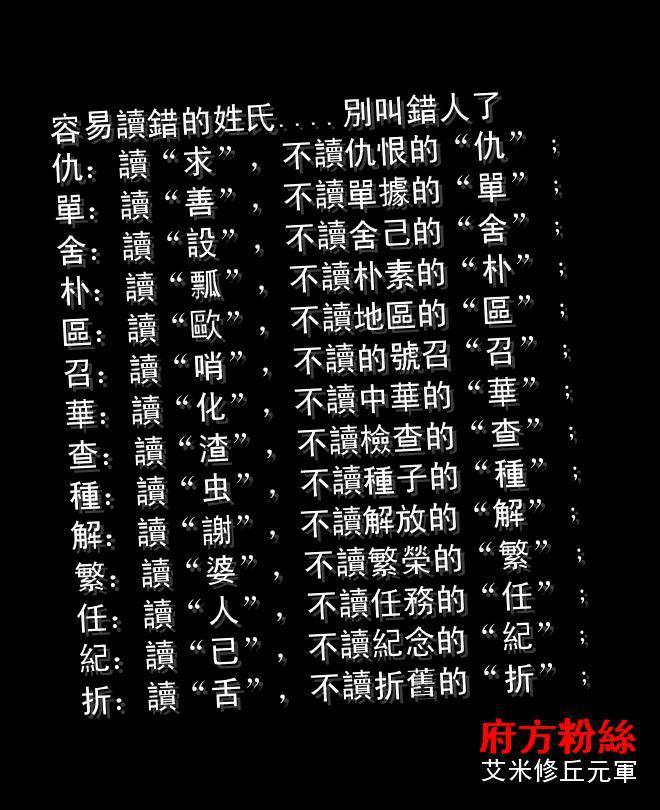 容易讀錯的姓氏....別叫錯人了
仇：讀“求”，不讀仇恨的“仇”；
單：讀“善”，不讀單據的“單”；
舍：讀“設”，不讀舍己的“舍”；
朴：讀“瓢”，不讀朴素的“朴”；
區：讀“歐”，不讀地區的“區”；
召：讀“哨”，不讀的號召“召”；
華：讀“化”，不讀中華的“華”；
查：讀“渣”，不讀檢查的“查”；
種：讀“虫”，不讀種子的“種”；
解：讀“謝”，不讀解放的“解”；
繁：讀“婆”，不讀繁榮的“繁”；
任：讀“人”，不讀任務的“任”；
紀：讀“已”，不讀紀念的“紀”；
折：讀“舌”，不讀折舊的“折”；
府方粉絲
艾米修丘元軍